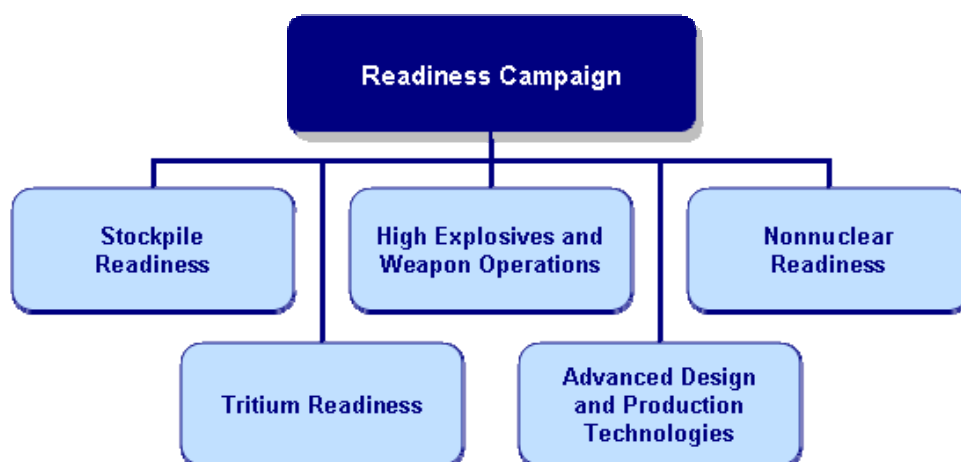 Readiness Campaign
Stockpile
Readiness
High Explosives and
Weapon Operations
Nonnuclear
Readiness
Tritium Readiness
Advanced Design
and Production
Technologies